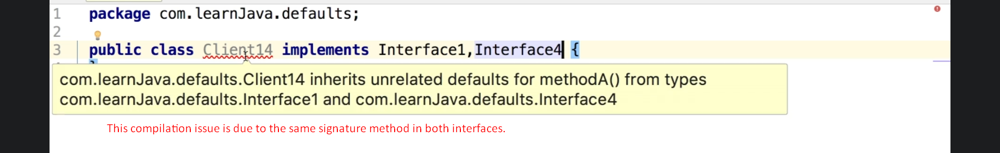 1 package com.learnJava.defaults;
2
3 public class Client14 implements Interface1,Interface4 {
}
com.learnJava.defaults.Client14 inherits unrelated defaults for methodA() from types
com.learnJava.defaults.Interface1 and com.learnJava.defaults.Interface4
This compilation issue is due to the same signature method in both interfaces.